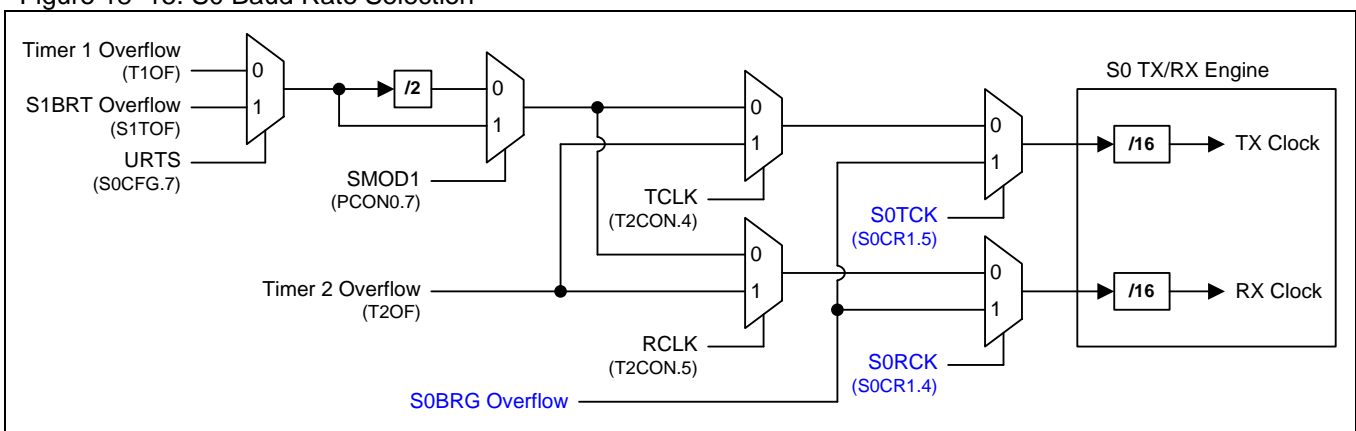 Figure 18-18. S0 Baud Rate Selection
Timer 1 Overflow
(T1OF)
0
S1BRT Overflow
(S1TOF)
1
URTS
(S0CFG.7)
/2
0
1
SMOD1
(PCON0.7)
0
1
TCLK
(T2CON.4)
0
1
S0TCK
(S0CR1.5)
S0 TX/RX Engine
/16
TX Clock
Timer 2 Overflow
(T2OF)
0
1
RCLK
(T2CON.5)
0
1
S0RCK
(S0CR1.4)
/16
RX Clock
S0BRG Overflow